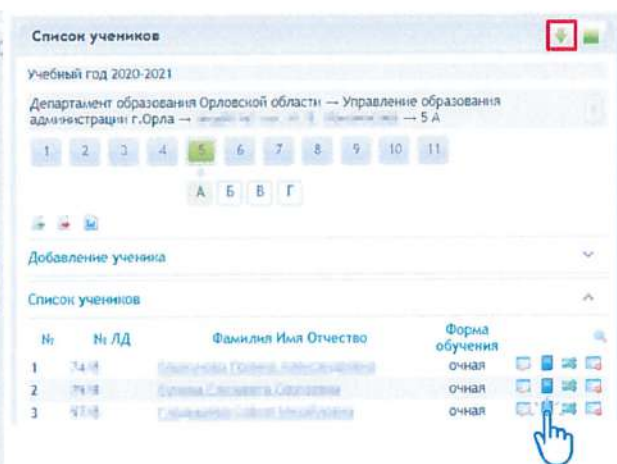 Список учеников
Учебный год 2020-2021
Департамент образования Орловской области → Управление образования
администрации г.Орла → → 5 А
1 2 3 4 5 6 7 8 9 10 11
А Б В Г
Добавление ученика
Список учеников
№ № ЛД Фамилия Имя Отчество Форма обучения
1 очная
2 очная
3 очная